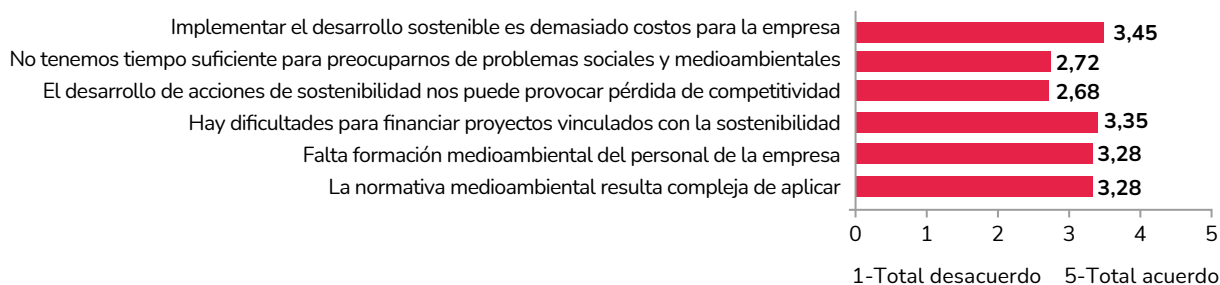 Implementar el desarrollo sostenible es demasiado costos para la empresa 3,45
No tenemos tiempo suficiente para preocuparnos de problemas sociales y medioambientales 2,72
El desarrollo de acciones de sostenibilidad nos puede provocar pérdida de competitividad 2,68
Hay dificultades para financiar proyectos vinculados con la sostenibilidad 3,35
Falta formación medioambiental del personal de la empresa 3,28
La normativa medioambiental resulta compleja de aplicar 3,28
0 1 2 3 4 5
1-Total desacuerdo 5-Total acuerdo